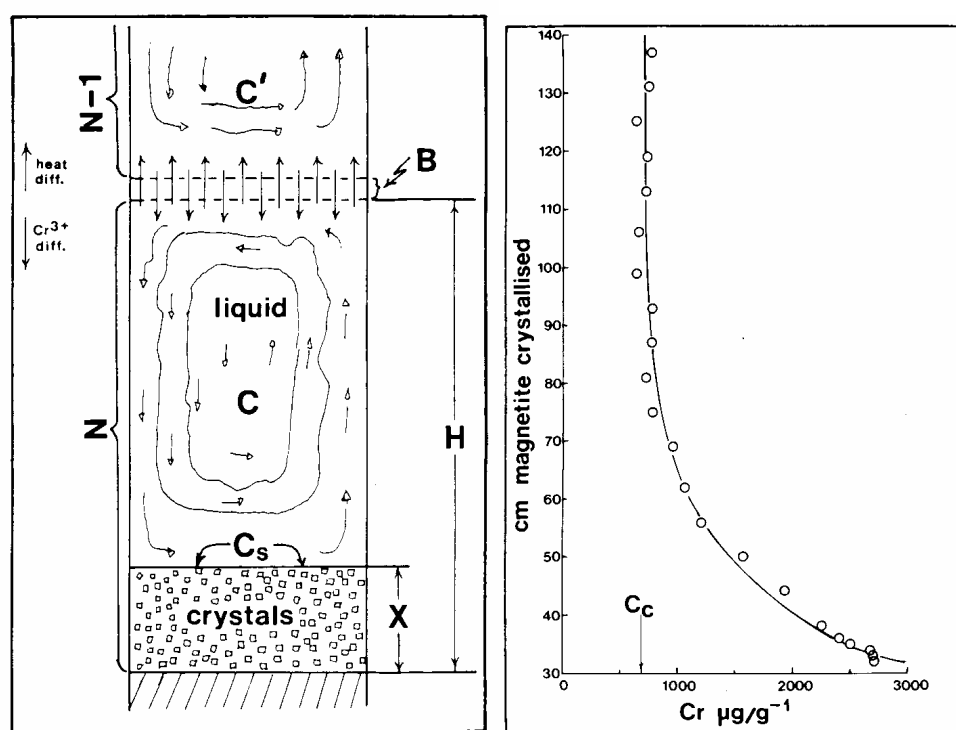 N-1
C'
heat
diff.
B
Cr3+
diff.
liquid
C
N
H
Cs
crystals
X
cm magnetite crystallised
140
130
120
110
100
90
80
70
60
50
40
30
Cc
0
1000
2000
3000
Cr µg/g-1